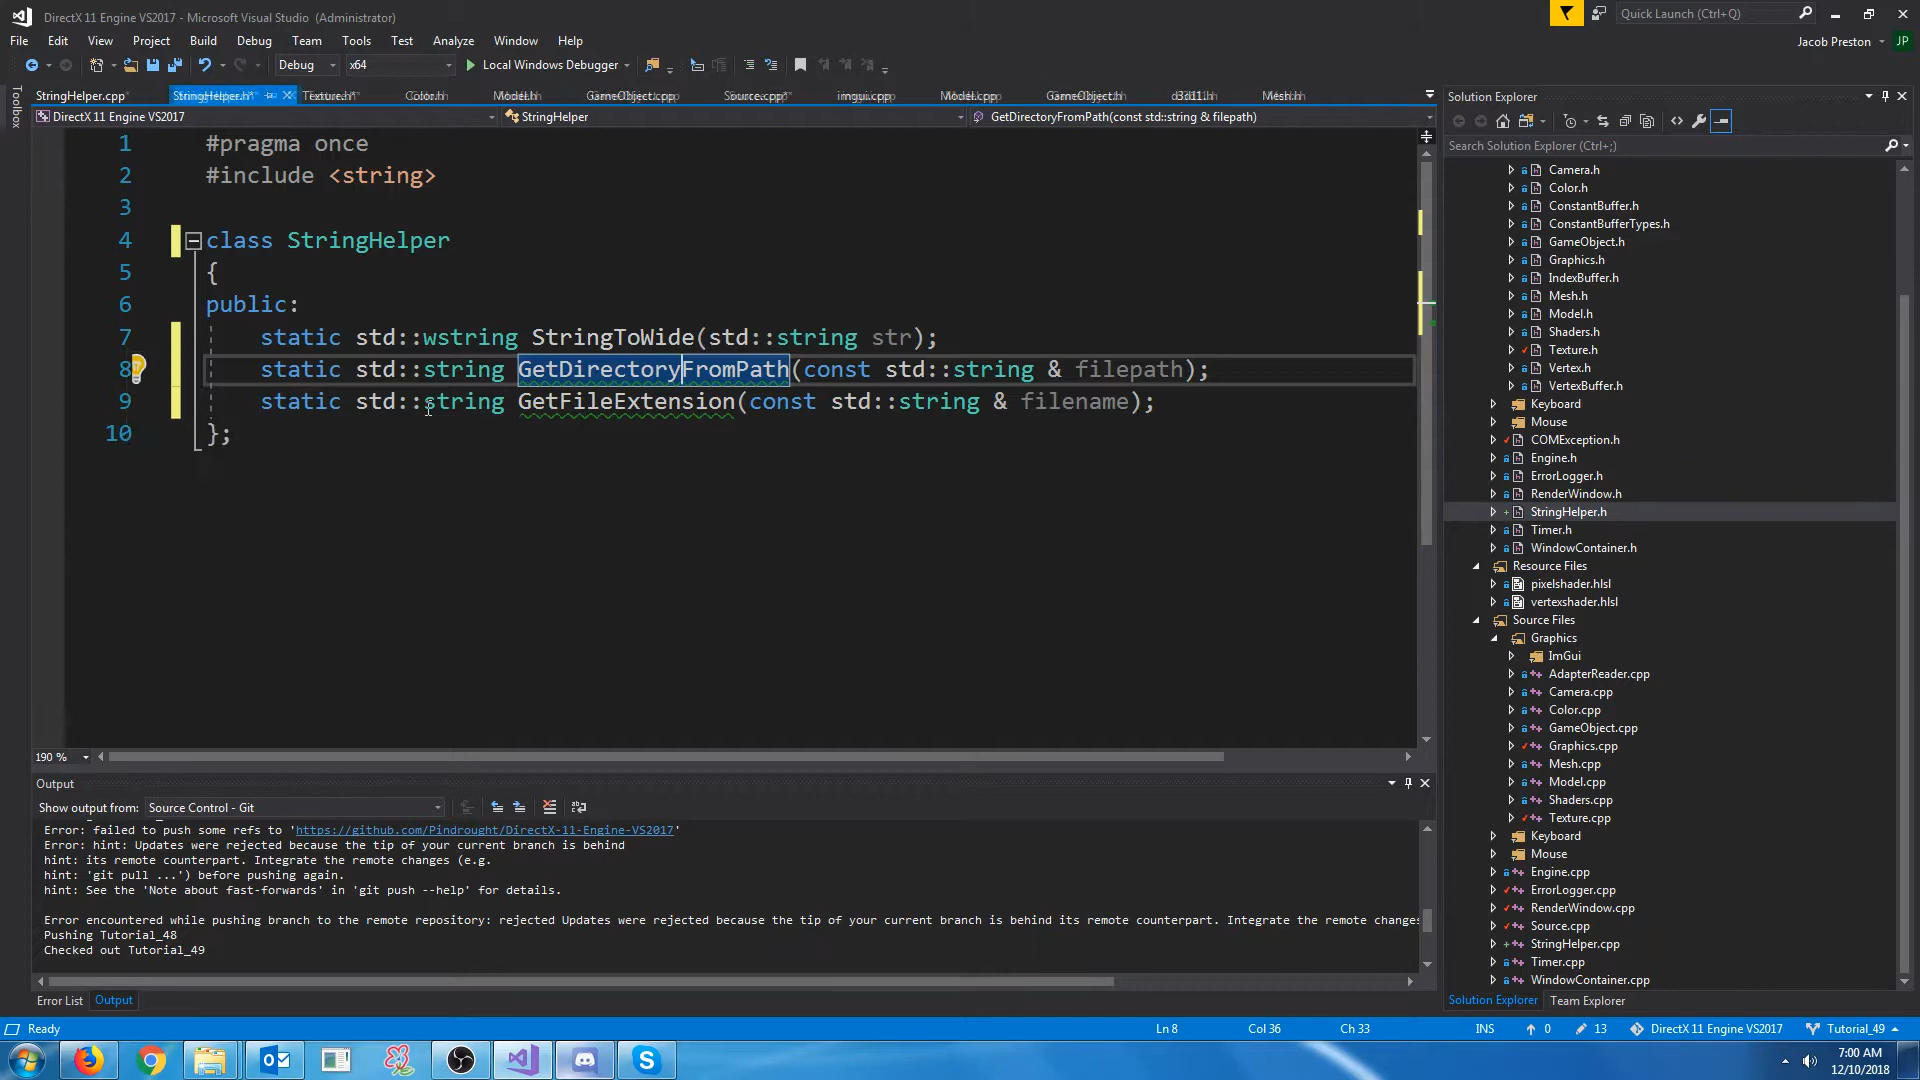 DirectX 11 Engine VS2017 - Microsoft Visual Studio (Administrator)
Quick Launch (Ctrl+Q)
File Edit View Project Build Debug Team Tools Test Analyze Window Help
Jacob Preston JP
Debug x64 Local Windows Debugger
Toolbox
StringHelper.cpp* StringHelper.h* Texture.h* Color.h Model.h GameObject.cpp Source.cpp* imgui.cpp Model.cpp GameObject.h d3d11.h Mesh.h
DirectX 11 Engine VS2017 StringHelper GetDirectoryFromPath(const std::string & filepath)
1 #pragma once
2 #include <string>
3
4 class StringHelper
5 {
6 public:
7 static std::wstring StringToWide(std::string str);
8 static std::string GetDirectoryFromPath(const std::string & filepath);
9 static std::string GetFileExtension(const std::string & filename);
10 };
190 %
Output
Show output from: Source Control - Git
Error: failed to push some refs to 'https://github.com/Pindrought/DirectX-11-Engine-VS2017'
Error: hint: Updates were rejected because the tip of your current branch is behind
hint: its remote counterpart. Integrate the remote changes (e.g.
hint: 'git pull ...') before pushing again.
hint: See the 'Note about fast-forwards' in 'git push --help' for details.
Error encountered while pushing branch to the remote repository: rejected Updates were rejected because the tip of your current branch is behind its remote counterpart. Integrate the remote changes
Pushing Tutorial_48
Checked out Tutorial_49
Error List Output
Solution Explorer
Search Solution Explorer (Ctrl+;)
Camera.h
Color.h
ConstantBuffer.h
ConstantBufferTypes.h
GameObject.h
Graphics.h
IndexBuffer.h
Mesh.h
Model.h
Shaders.h
Texture.h
Vertex.h
VertexBuffer.h
Keyboard
Mouse
COMException.h
Engine.h
ErrorLogger.h
RenderWindow.h
StringHelper.h
Timer.h
WindowContainer.h
Resource Files
pixelshader.hlsl
vertexshader.hlsl
Source Files
Graphics
ImGui
AdapterReader.cpp
Camera.cpp
Color.cpp
GameObject.cpp
Graphics.cpp
Mesh.cpp
Model.cpp
Shaders.cpp
Texture.cpp
Keyboard
Mouse
Engine.cpp
ErrorLogger.cpp
RenderWindow.cpp
Source.cpp
StringHelper.cpp
Timer.cpp
WindowContainer.cpp
Solution Explorer Team Explorer
Ready Ln 8 Col 36 Ch 33 INS 0 13 DirectX 11 Engine VS2017 Tutorial_49
7:00 AM
12/10/2018